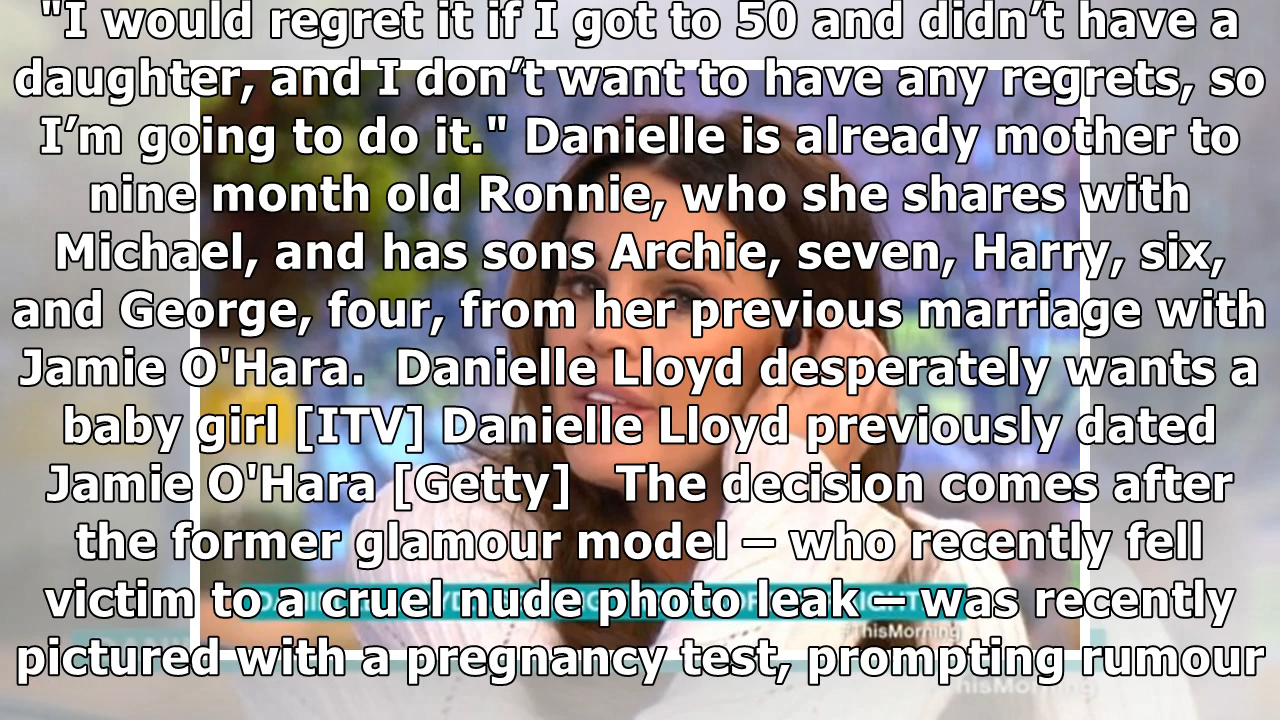 "I would regret it if I got to 50 and didn’t have a
daughter, and I don’t want to have any regrets, so
I’m going to do it." Danielle is already mother to
nine month old Ronnie, who she shares with
Michael, and has sons Archie, seven, Harry, six,
and George, four, from her previous marriage with
Jamie O'Hara.  Danielle Lloyd desperately wants a
baby girl [ITV] Danielle Lloyd previously dated
Jamie O'Hara [Getty]   The decision comes after
the former glamour model – who recently fell
victim to a cruel nude photo leak – was recently
#ThisMorning
pictured with a pregnancy test, prompting rumour